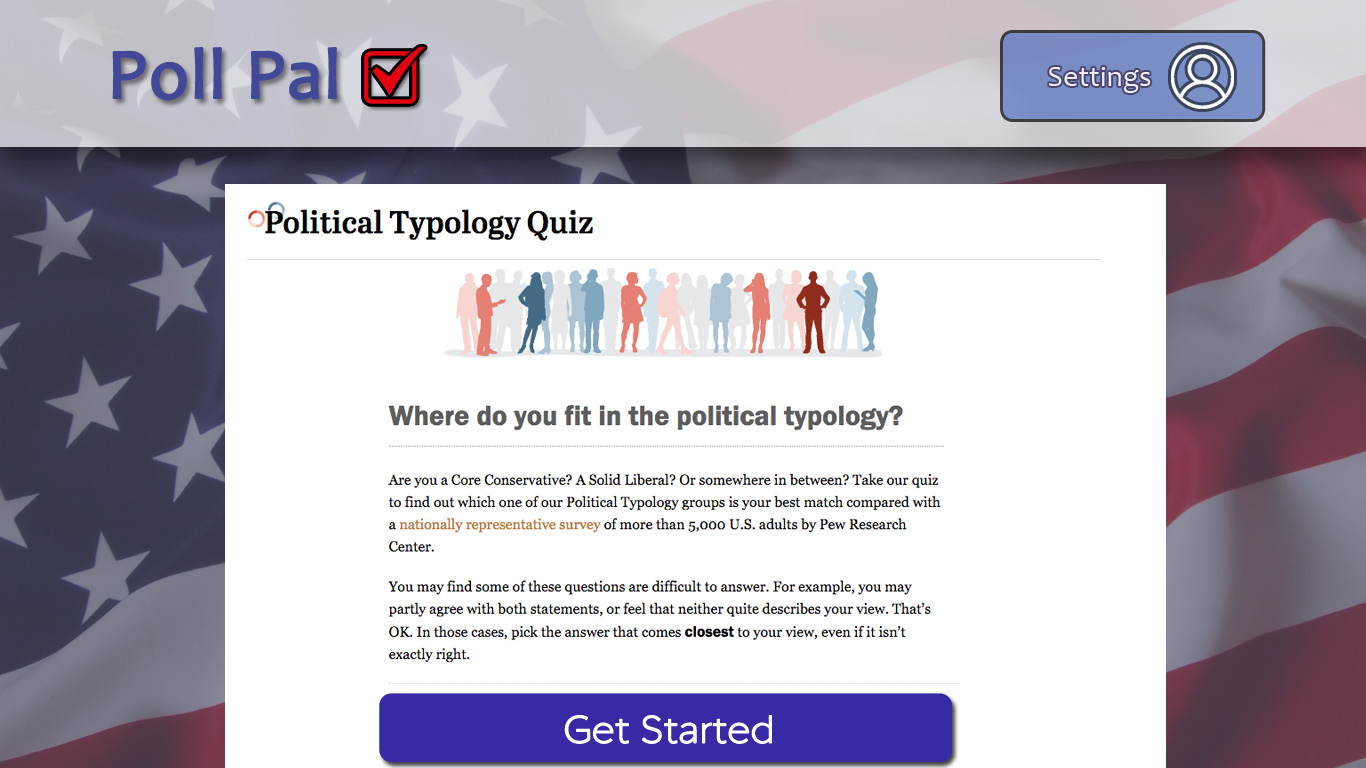 Poll Pal
Settings
Political Typology Quiz
Where do you fit in the political typology?
Are you a Core Conservative? A Solid Liberal? Or somewhere in between? Take our quiz
to find out which one of our Political Typology groups is your best match compared with
a nationally representative survey of more than 5,000 U.S. adults by Pew Research
Center.
You may find some of these questions are difficult to answer. For example, you may
partly agree with both statements, or feel that neither quite describes your view. That’s
OK. In those cases, pick the answer that comes closest to your view, even if it isn’t
exactly right.
Get Started